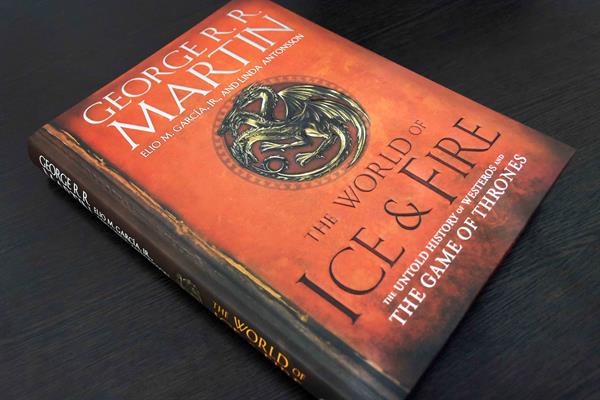 GEORGE R. R.
MARTIN
ELIO M. GARCÍA, JR., AND LINDA ANTONSSON
THE WORLD OF
ICE & FIRE
THE UNTOLD HISTORY OF WESTEROS AND
THE GAME OF THRONES
GEORGE R. R.
ELIO M. GARCÍA, JR.,
THE WORLD OF